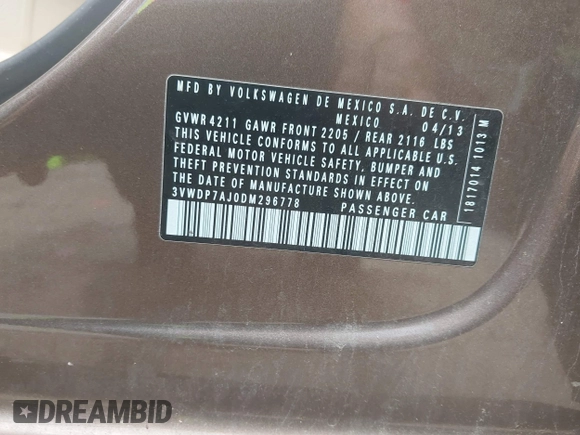 MFD BY VOLKSWAGEN DE MEXICO S.A. DE C.V.
MEXICO 04/13
GVWR 4211 GAWR FRONT 2205 / REAR 2116 LBS
THIS VEHICLE CONFORMS TO ALL APPLICABLE U.S.
FEDERAL MOTOR VEHICLE SAFETY, BUMPER AND
THEFT PREVENTION STANDARDS IN EFFECT ON
THE DATE OF MANUFACTURE SHOWN ABOVE.
3VWDP7AJ0DM296778 PASSENGER CAR
1817014 1013 M
DREAMBID